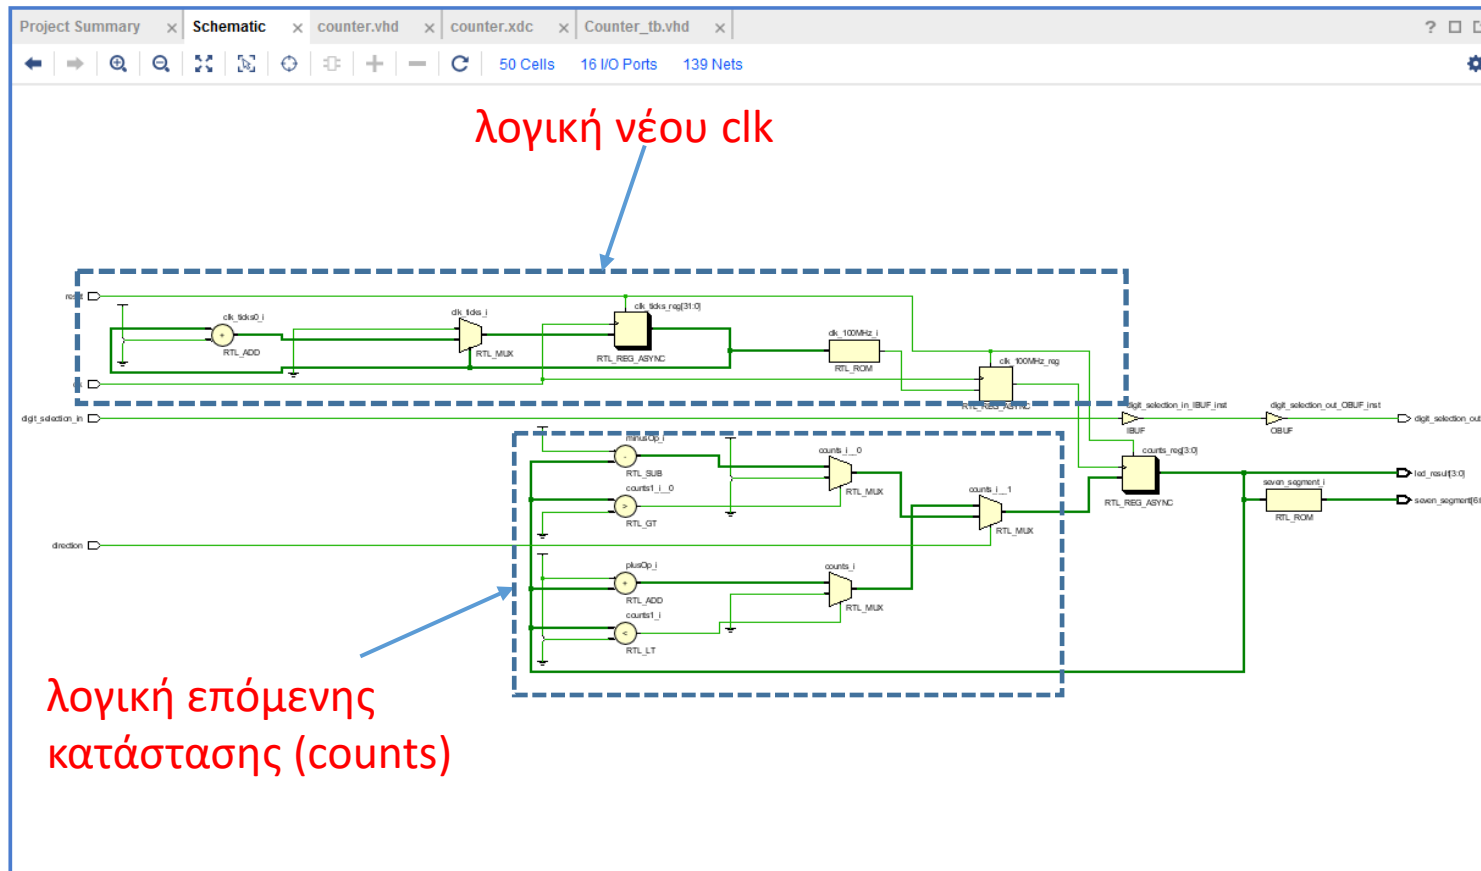 Project Summary
Schematic
counter.vhd
counter.xdc
Counter_tb.vhd
?
50 Cells
16 I/O Ports
139 Nets
λογική νέου clk
clk_ticks0_i
RTL_ADD
clk_ticks_i
RTL_MUX
clk_ticks_reg[31:0]
RTL_REG_ASYNC
clk_100MHz_i
RTL_ROM
clk_100MHz_reg
RTL_REG_ASYNC
digit_selection_in
digit_selection_in_IBUF_inst
IBUF
digit_selection_out_OBUF_inst
OBUF
digit_selection_out
minusOp_i
RTL_SUB
counts1_i__0
RTL_GT
counts_i__0
RTL_MUX
counts_i__1
RTL_MUX
counts_reg[3:0]
RTL_REG_ASYNC
led_result[3:0]
seven_segment_i
RTL_ROM
direction
plusOp_i
RTL_ADD
counts1_i
RTL_LT
counts_i
RTL_MUX
λογική επόμενης
κατάστασης (counts)